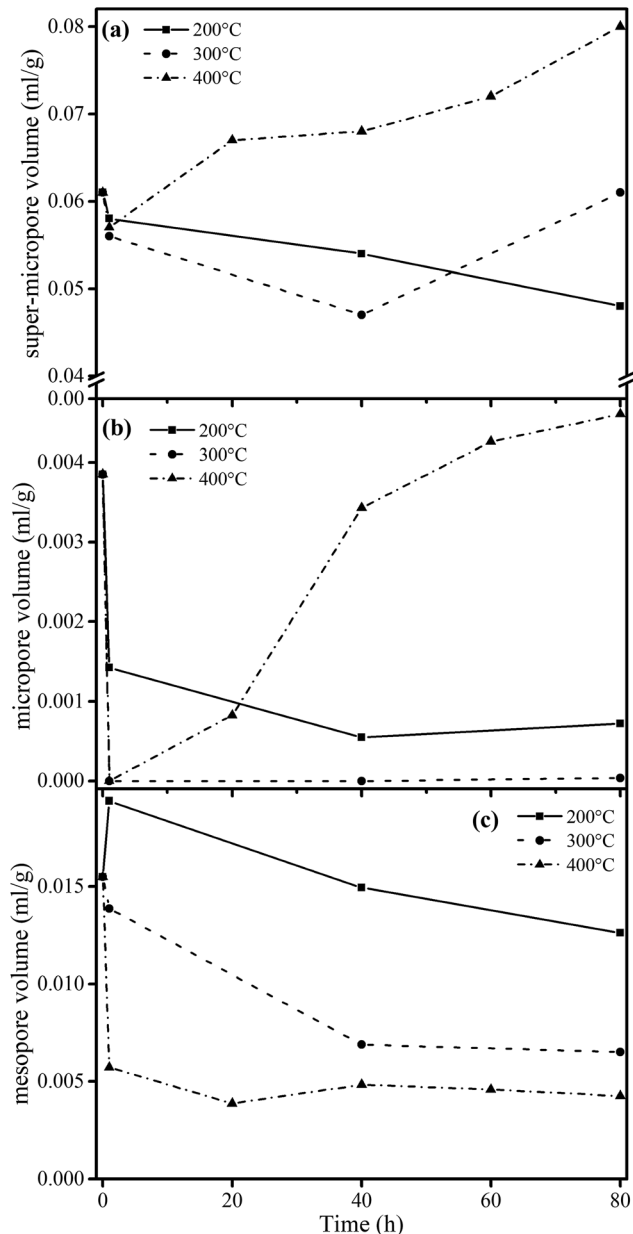 (a)
200°C
300°C
400°C
super-micropore volume (ml/g)
0.08
0.07
0.06
0.05
0.04
0.00
(b)
200°C
300°C
400°C
micropore volume (ml/g)
0.004
0.003
0.002
0.001
0.000
(c)
200°C
300°C
400°C
mesopore volume (ml/g)
0.015
0.010
0.005
0.000
0 20 40 60 80
Time (h)